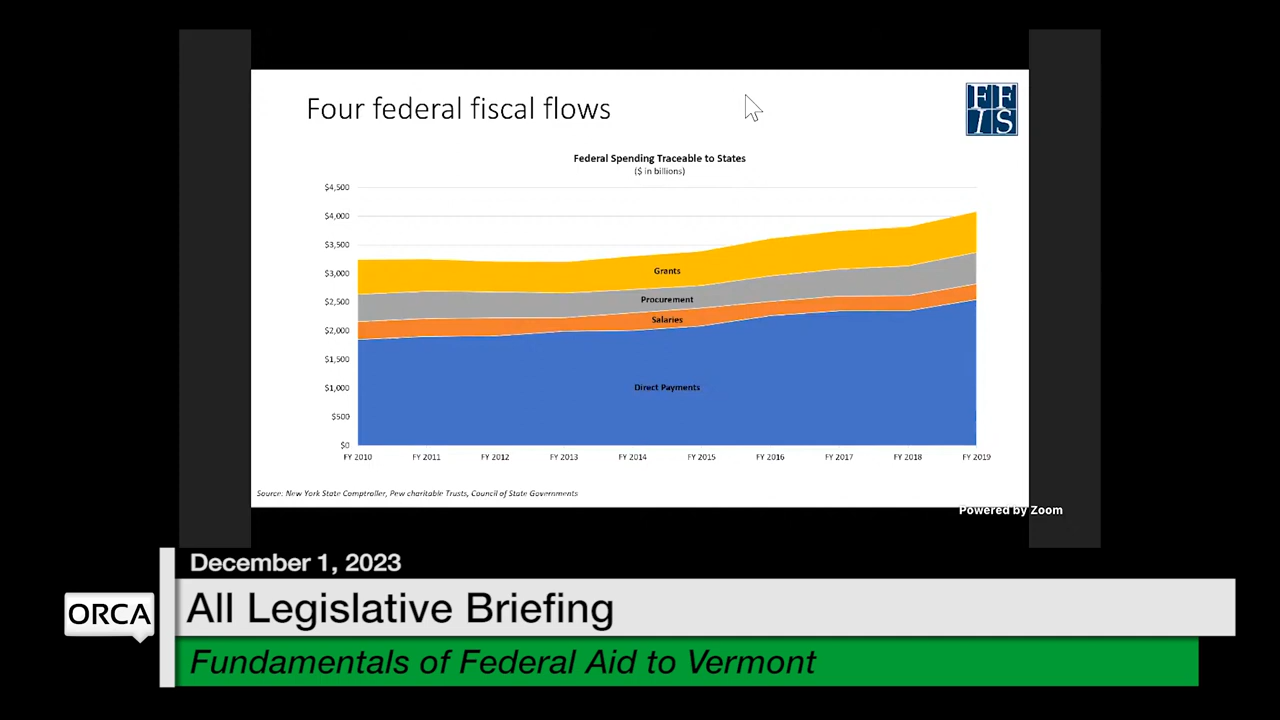 Four federal fiscal flows
FF
IS
Federal Spending Traceable to States
($ in billions)
$4,500
$4,000
$3,500
$3,000
$2,500
$2,000
$1,500
$1,000
$500
$0
Grants
Procurement
Salaries
Direct Payments
FY 2010 FY 2011 FY 2012 FY 2013 FY 2014 FY 2015 FY 2016 FY 2017 FY 2018 FY 2019
Source: New York State Comptroller, Pew charitable Trusts, Council of State Governments
Powered by Zoom
December 1, 2023
ORCA
All Legislative Briefing
Fundamentals of Federal Aid to Vermont